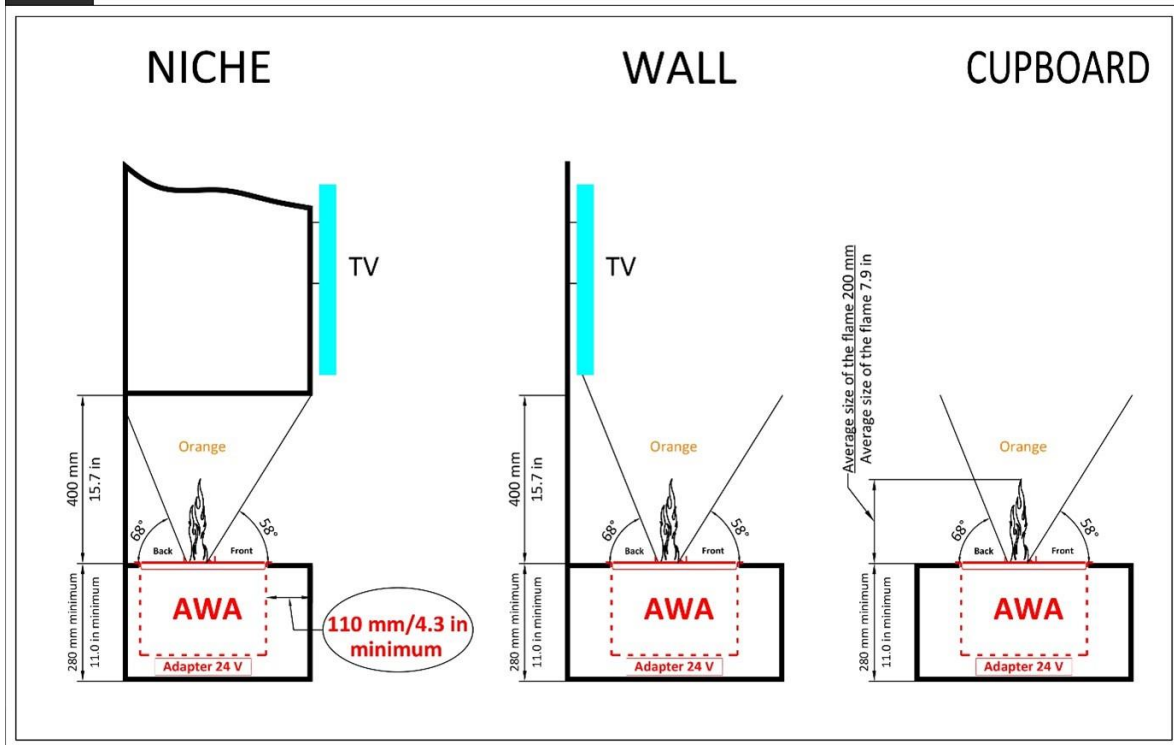 NICHE
TV
400 mm
15.7 in
Orange
68°
58°
Back
Front
280 mm minimum
11.0 in minimum
AWA
Adapter 24 V
110 mm/4.3 in
minimum
WALL
TV
400 mm
15.7 in
Orange
68°
58°
Back
Front
280 mm minimum
11.0 in minimum
AWA
Adapter 24 V
CUPBOARD
Average size of the flame 200 mm
Average size of the flame 7.9 in
Orange
68°
58°
Back
Front
280 mm minimum
11.0 in minimum
AWA
Adapter 24 V